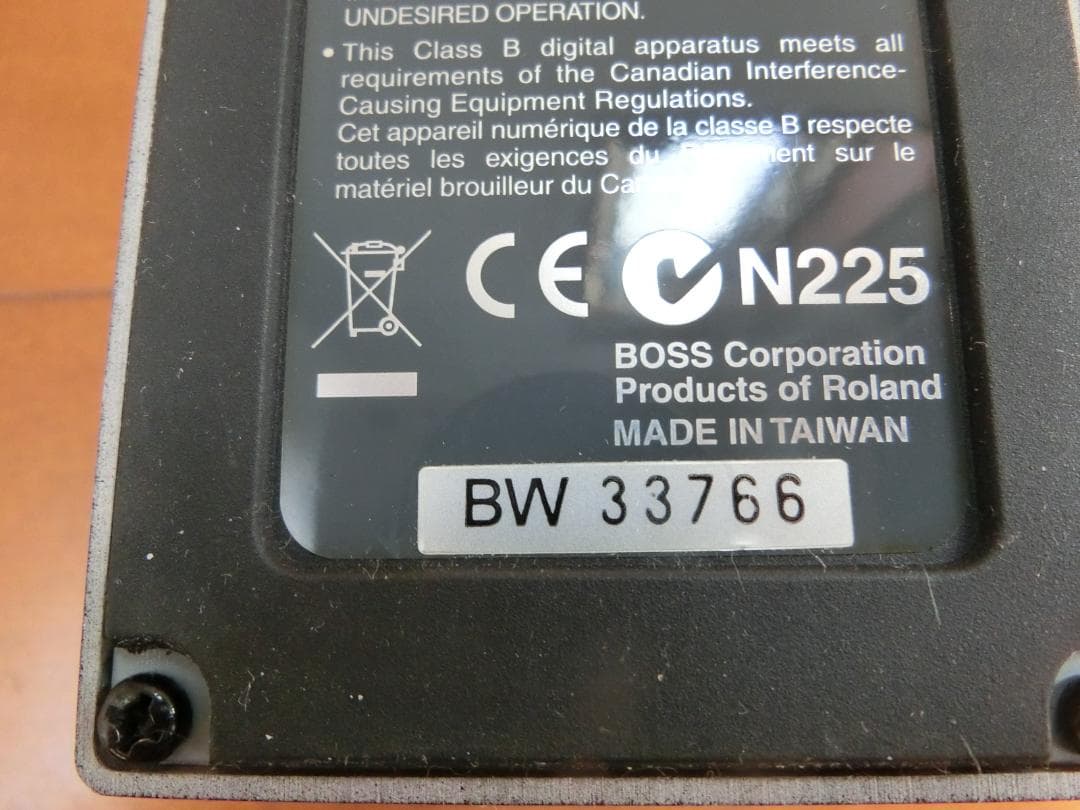 UNDESIRED OPERATION.
• This Class B digital apparatus meets all
requirements of the Canadian Interference-
Causing Equipment Regulations.
Cet appareil numérique de la classe B respecte
toutes les exigences du sur le
matériel brouilleur du
CE N225
BOSS Corporation
Products of Roland
MADE IN TAIWAN
BW 33766